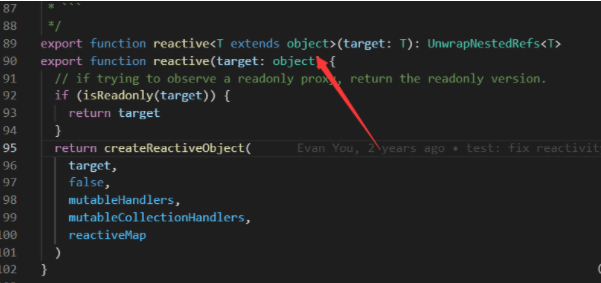 87 * ```
88 */
89 export function reactive<T extends object>(target: T): UnwrapNestedRefs<T>
90 export function reactive(target: object) {
91 // if trying to observe a readonly proxy, return the readonly version.
92 if (isReadonly(target)) {
93 return target
94 }
95 return createReactiveObject( Evan You, 2 years ago • test: fix reactivit
96 target,
97 false,
98 mutableHandlers,
99 mutableCollectionHandlers,
100 reactiveMap
101 )
102 }